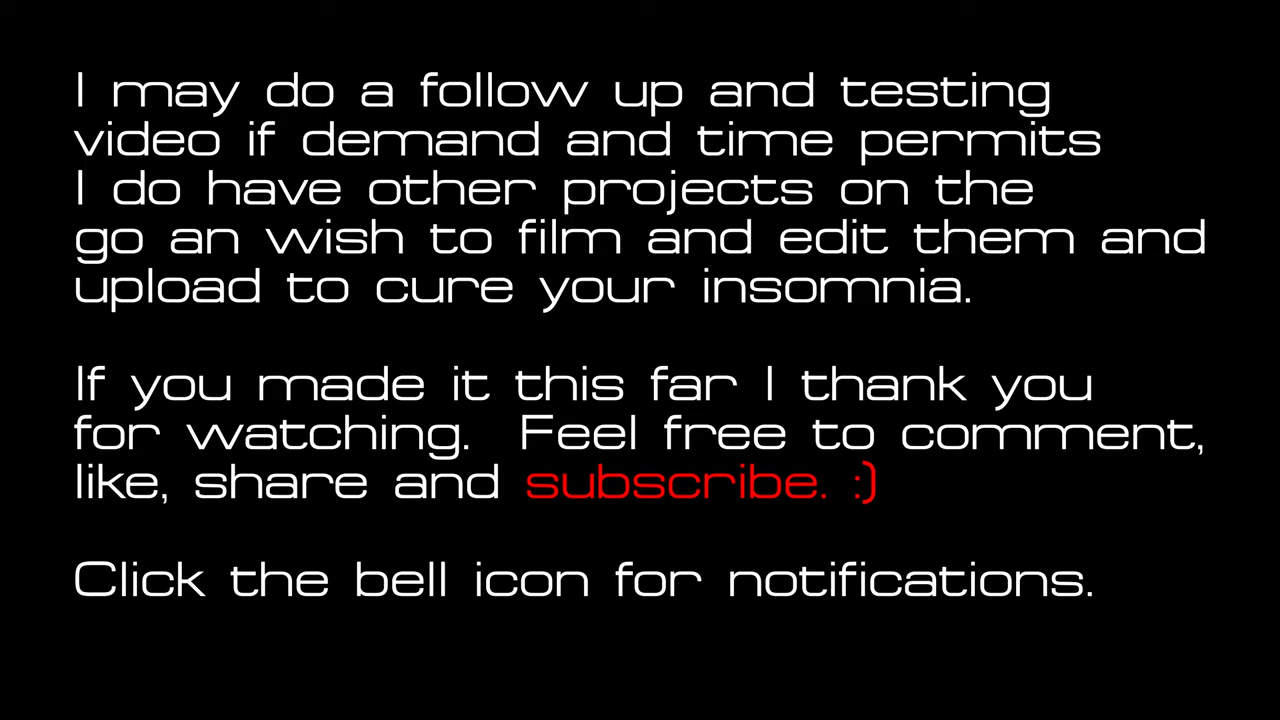 I may do a follow up and testing
video if demand and time permits
I do have other projects on the
go an wish to film and edit them and
upload to cure your insomnia.
If you made it this far I thank you
for watching.  Feel free to comment,
like, share and subscribe. :)
Click the bell icon for notifications.